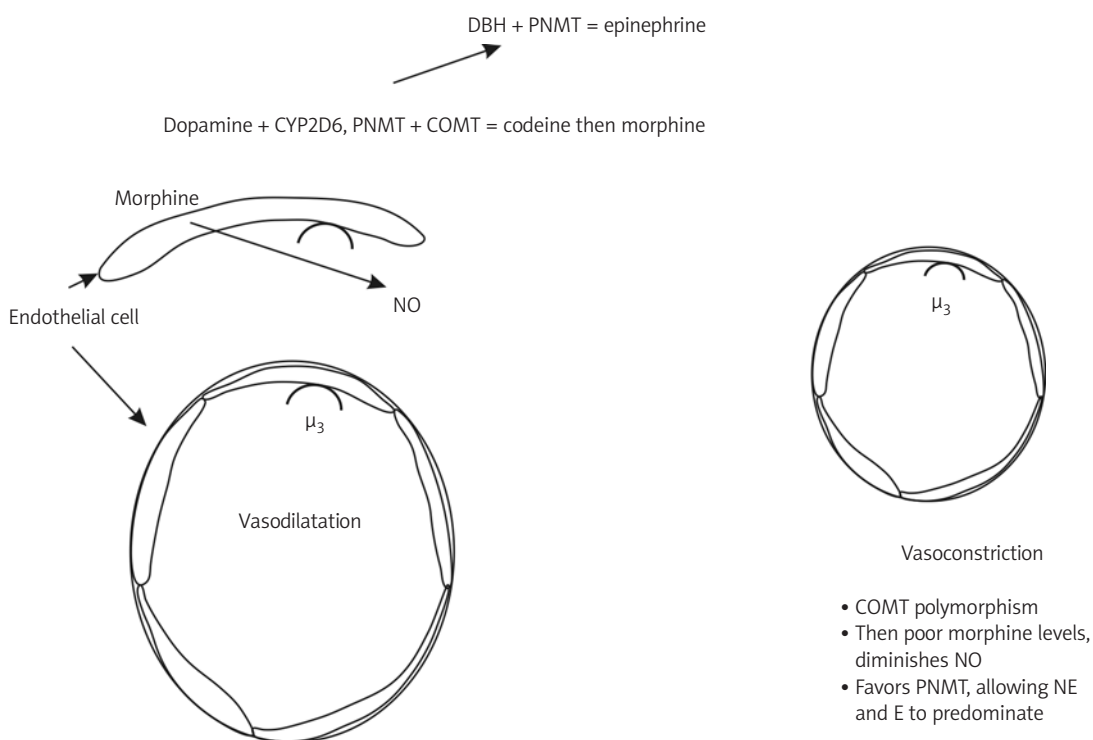 DBH + PNMT = epinephrine
Dopamine + CYP2D6, PNMT + COMT = codeine then morphine
Morphine
NO
Endothelial cell
μ₃
Vasodilatation
μ₃
Vasoconstriction
• COMT polymorphism
• Then poor morphine levels,
diminishes NO
• Favors PNMT, allowing NE
and E to predominate